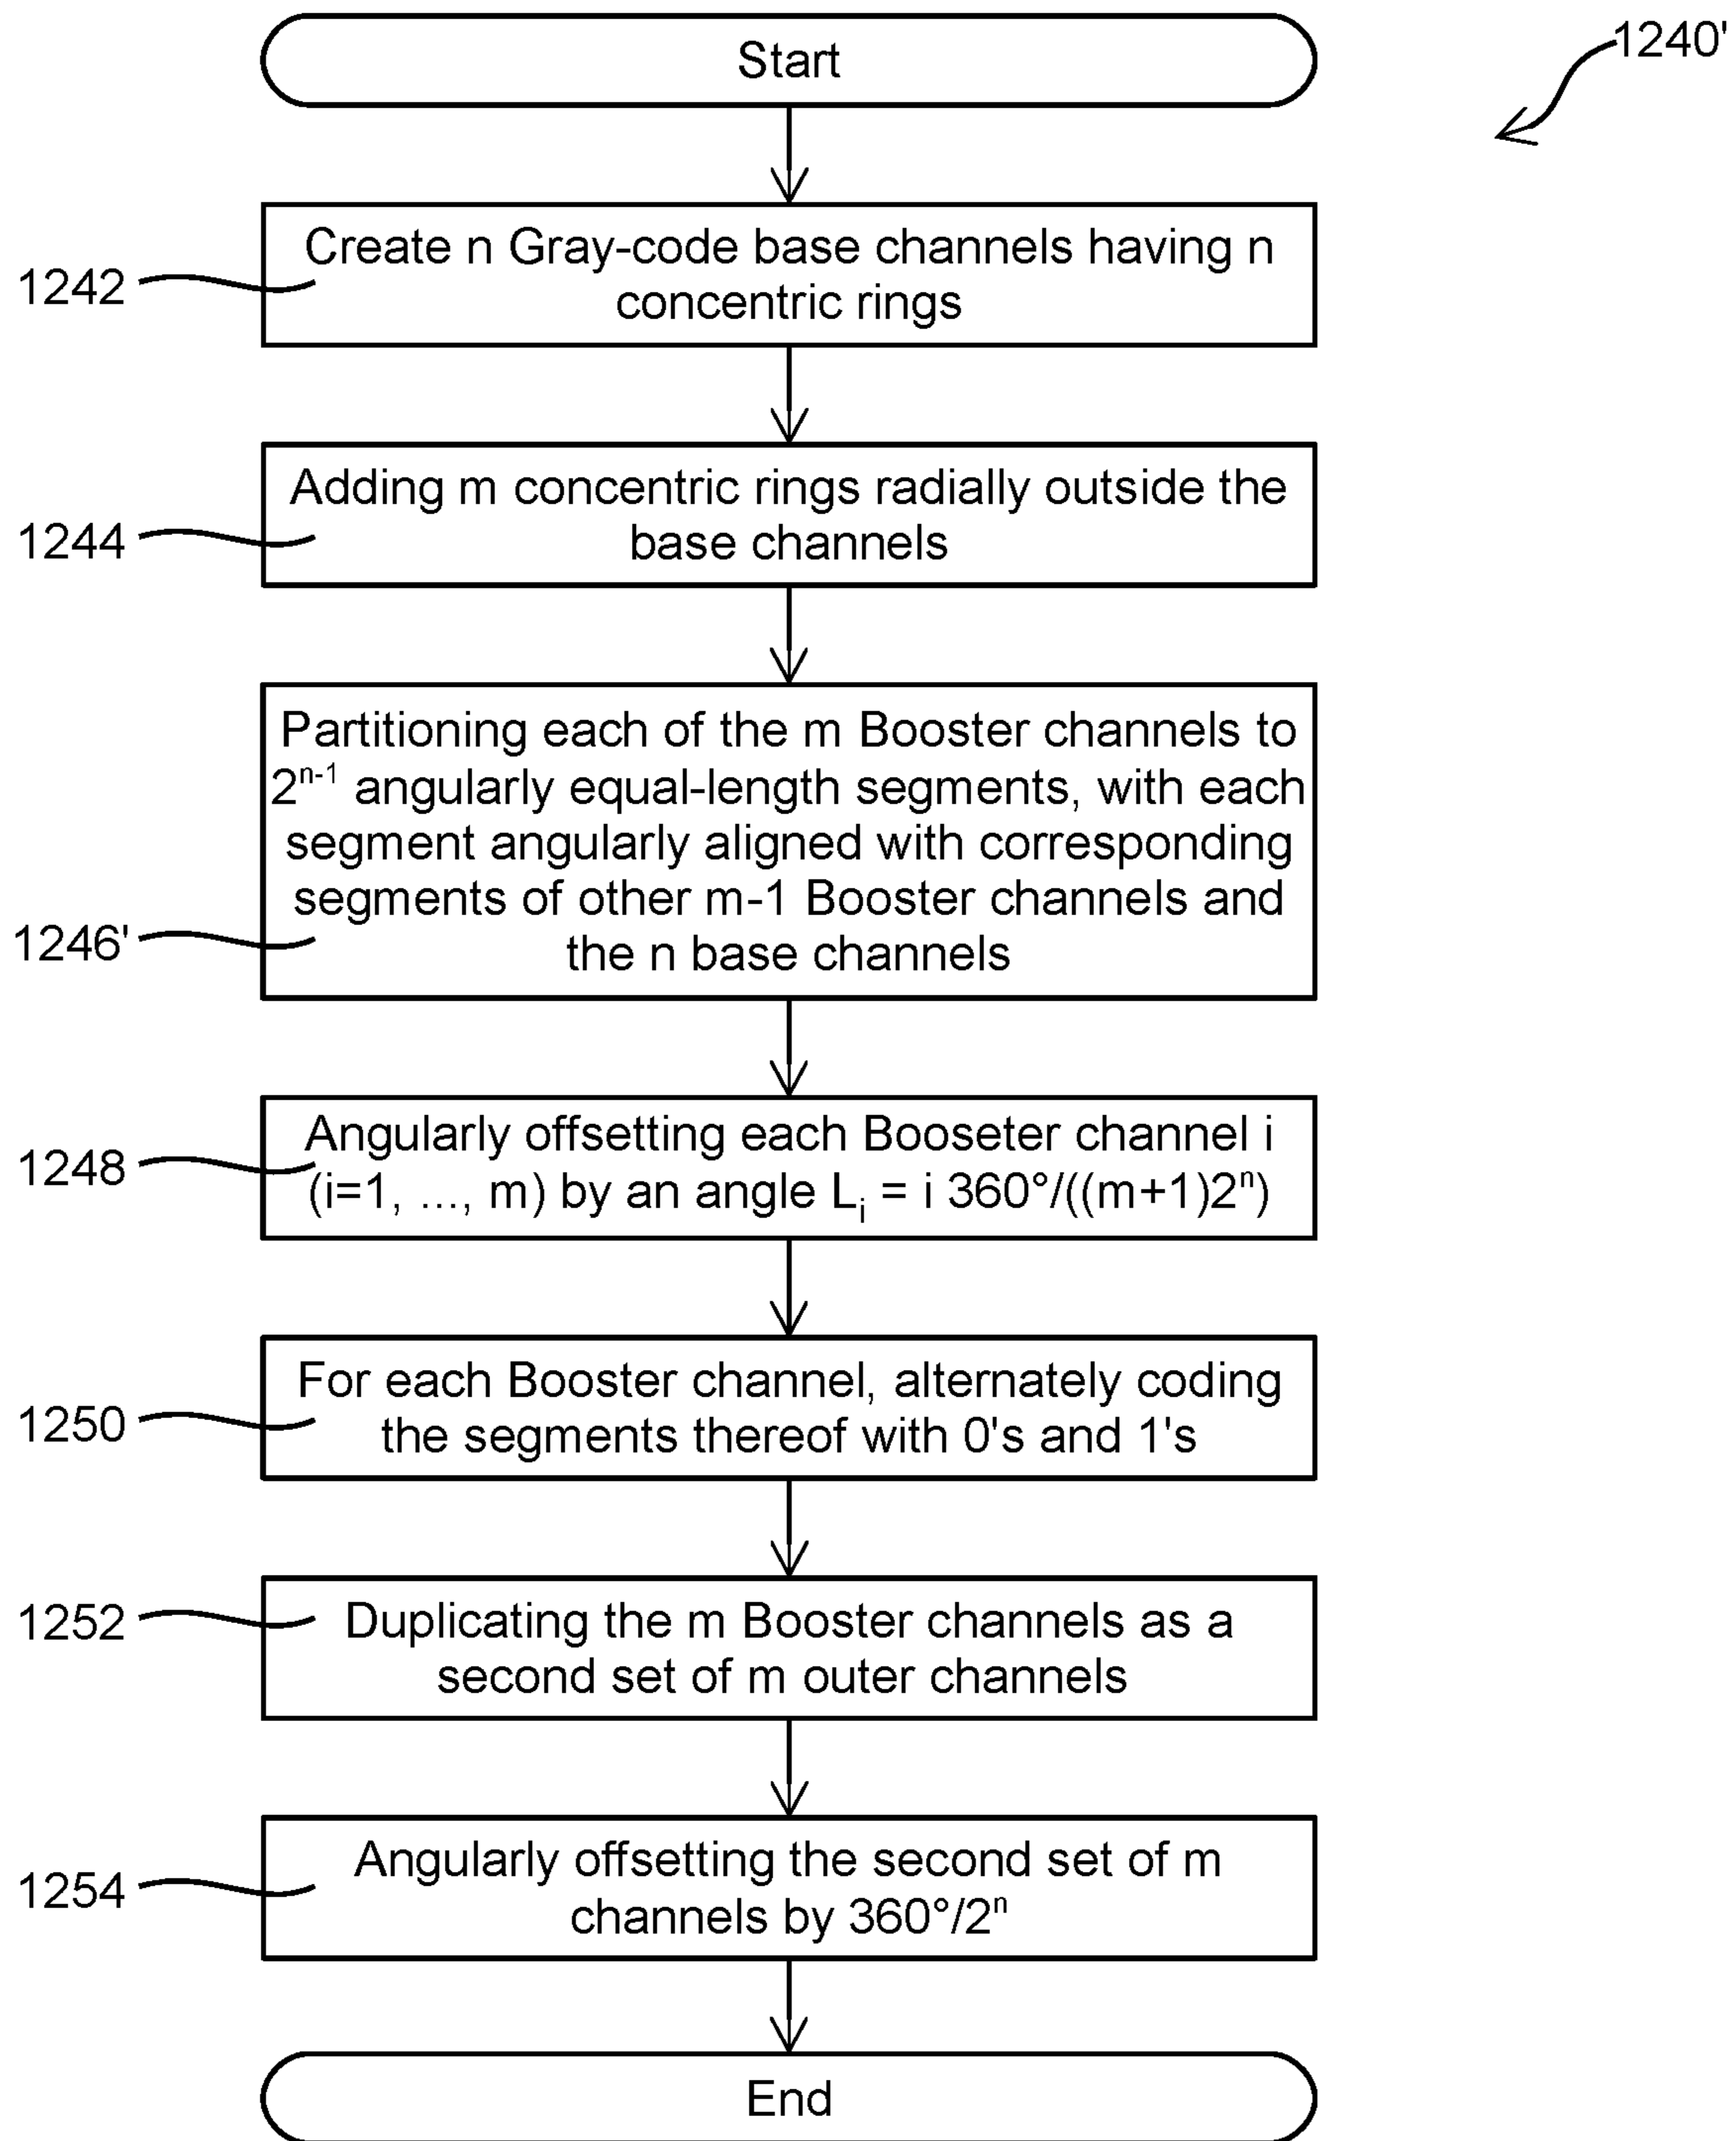 Start
1240'
Create n Gray-code base channels having n
concentric rings
1242
Adding m concentric rings radially outside the
base channels
1244
Partitioning each of the m Booster channels to
2ⁿ⁻¹ angularly equal-length segments, with each
segment angularly aligned with corresponding
segments of other m-1 Booster channels and
the n base channels
1246'
Angularly offsetting each Booseter channel i
(i=1, ..., m) by an angle Lᵢ = i 360°/((m+1)2ⁿ)
1248
For each Booster channel, alternately coding
the segments thereof with 0's and 1's
1250
Duplicating the m Booster channels as a
second set of m outer channels
1252
Angularly offsetting the second set of m
channels by 360°/2ⁿ
1254
End